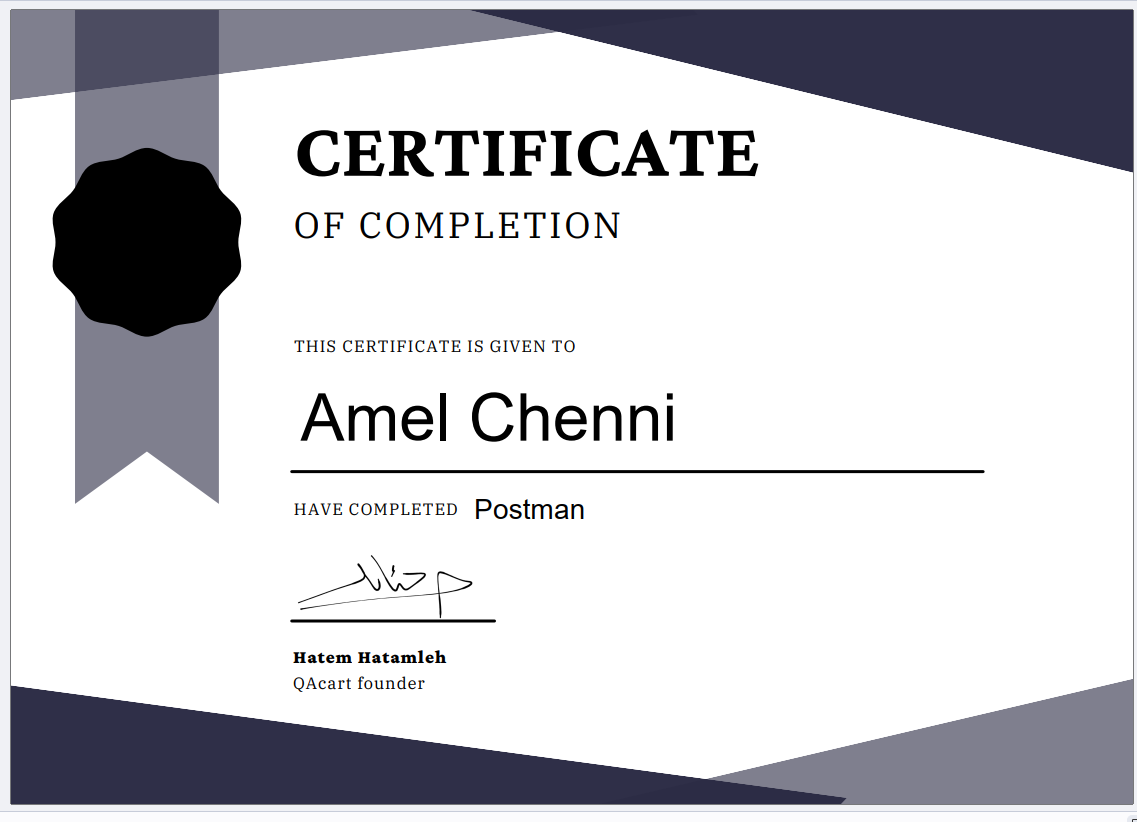 CERTIFICATE
OF COMPLETION
THIS CERTIFICATE IS GIVEN TO
Amel Chenni
HAVE COMPLETED Postman
Hatem Hatamleh
QAcart founder